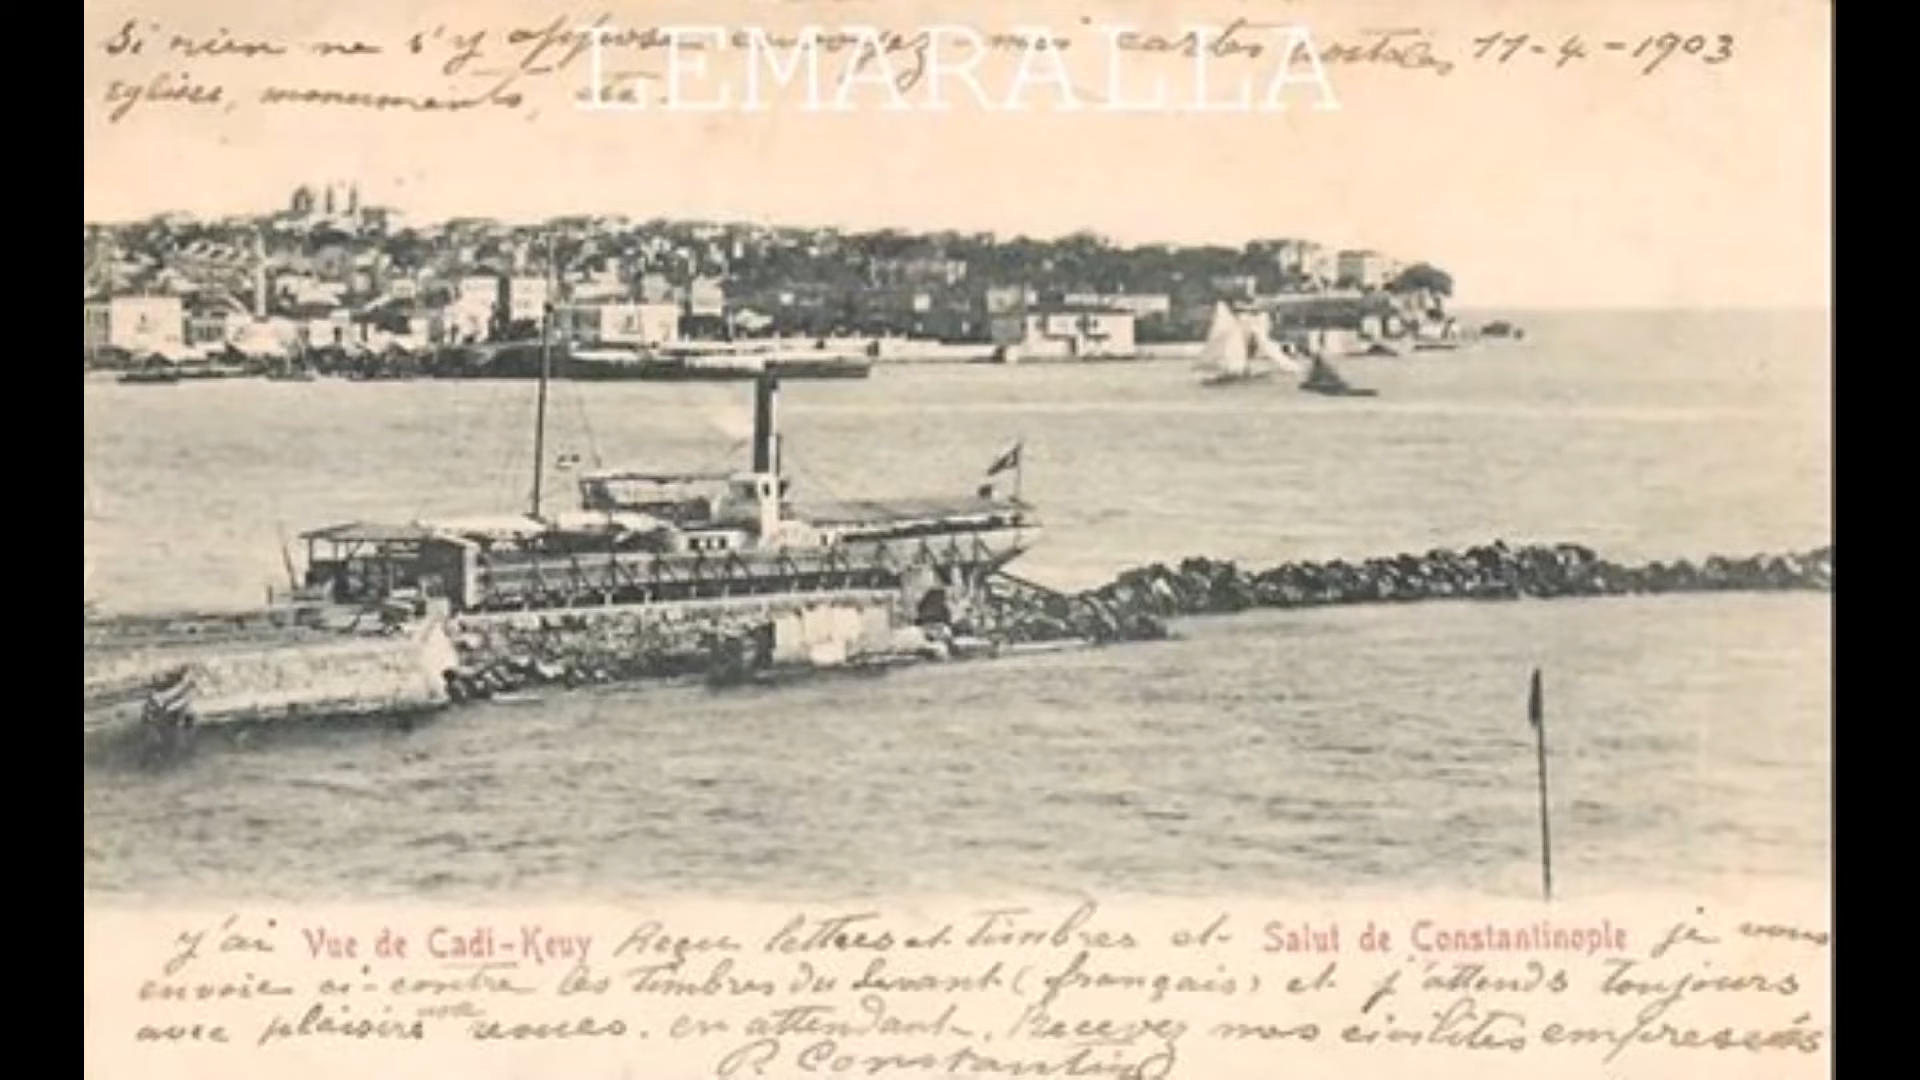 Si rien ne s'y oppose envoyez-moi cartes postales 11-4-1903
LEMARALLA
Eglises, monuments, etc.
j'ai Vue de Cadi-Keuy Reçu lettres et timbres et Salut de Constantinople je vous
envoie ci-contre les timbres du Levant (français) et j'attends toujours
avec plaisir vos vues. en attendant, Recevez mes civilités empressées
P. Constantin